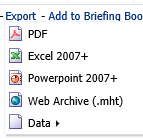 Export - Add to Briefing Boo
PDF
Excel 2007+
Powerpoint 2007+
Web Archive (.mht)
Data